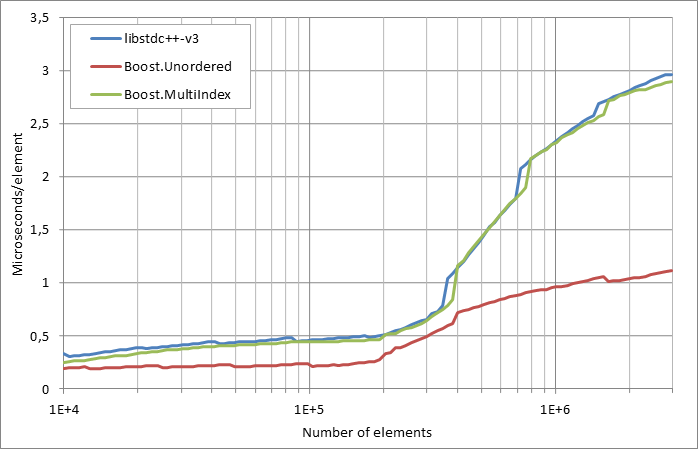 3,5
3
2,5
2
1,5
1
0,5
0
Microseconds/element
libstdc++-v3
Boost.Unordered
Boost.MultiIndex
1E+4
1E+5
1E+6
Number of elements